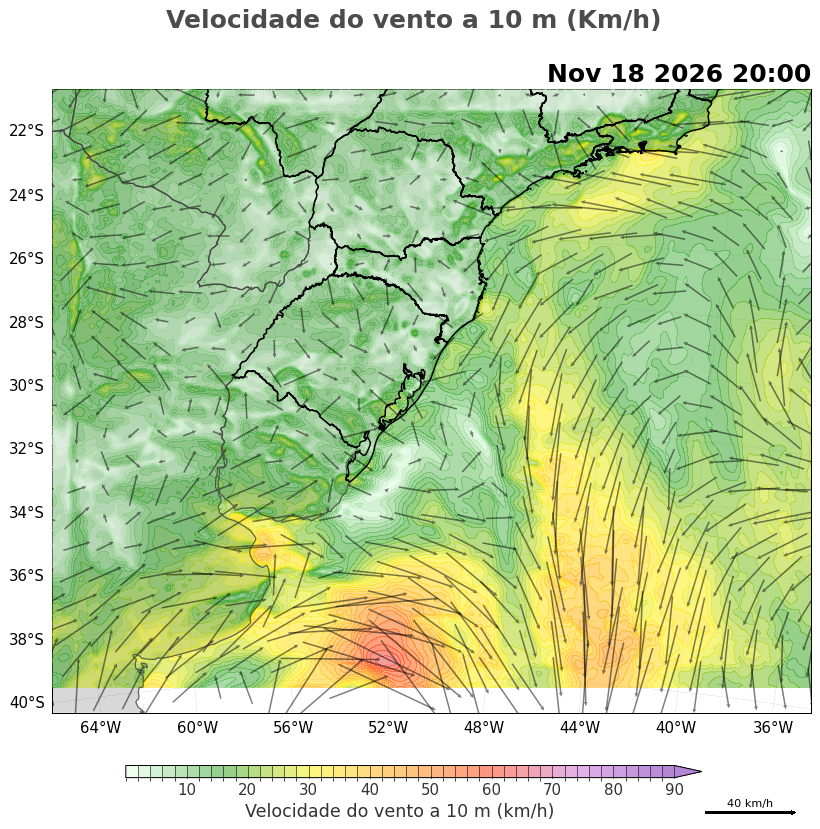 Velocidade do vento a 10 m (Km/h)
Nov 18 2026 20:00
22°S
24°S
26°S
28°S
30°S
32°S
34°S
36°S
38°S
40°S
64°W 60°W 56°W 52°W 48°W 44°W 40°W 36°W
10 20 30 40 50 60 70 80 90
Velocidade do vento a 10 m (km/h)
40 km/h